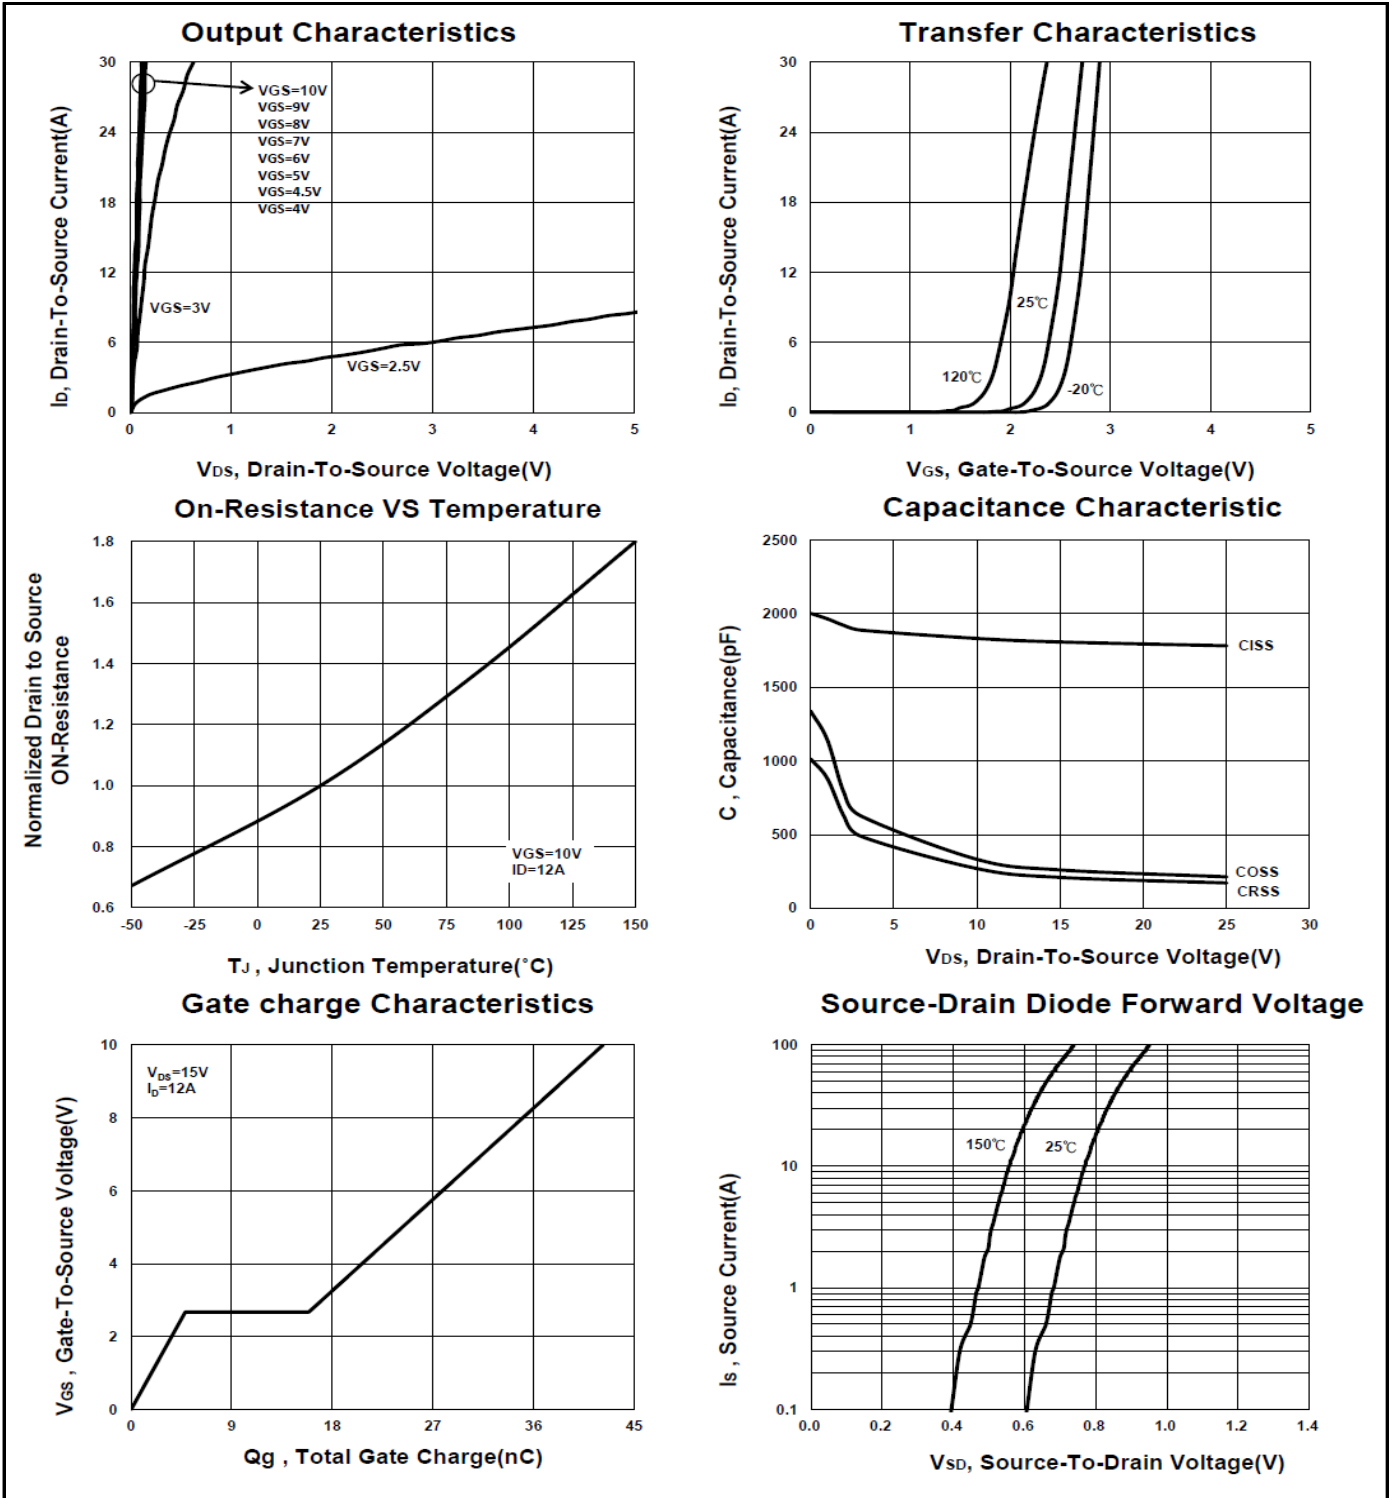 Output Characteristics
ID, Drain-To-Source Current(A)
30
24
18
12
6
0
VGS=10V
VGS=9V
VGS=8V
VGS=7V
VGS=6V
VGS=5V
VGS=4.5V
VGS=4V
VGS=3V
VGS=2.5V
0 1 2 3 4 5
VDS, Drain-To-Source Voltage(V)
Transfer Characteristics
ID, Drain-To-Source Current(A)
30
24
18
12
6
0
25℃
120℃
-20℃
0 1 2 3 4 5
VGS, Gate-To-Source Voltage(V)
On-Resistance VS Temperature
Normalized Drain to Source
ON-Resistance
1.8
1.6
1.4
1.2
1.0
0.8
0.6
VGS=10V
ID=12A
-50 -25 0 25 50 75 100 125 150
TJ , Junction Temperature(˚C)
Capacitance Characteristic
C , Capacitance(pF)
2500
2000
1500
1000
500
0
CISS
COSS
CRSS
0 5 10 15 20 25 30
VDS, Drain-To-Source Voltage(V)
Gate charge Characteristics
VGS , Gate-To-Source Voltage(V)
10
8
6
4
2
0
VDS=15V
ID=12A
0 9 18 27 36 45
Qg , Total Gate Charge(nC)
Source-Drain Diode Forward Voltage
IS , Source Current(A)
100
10
1
0.1
150℃
25℃
0.0 0.2 0.4 0.6 0.8 1.0 1.2 1.4
VSD, Source-To-Drain Voltage(V)